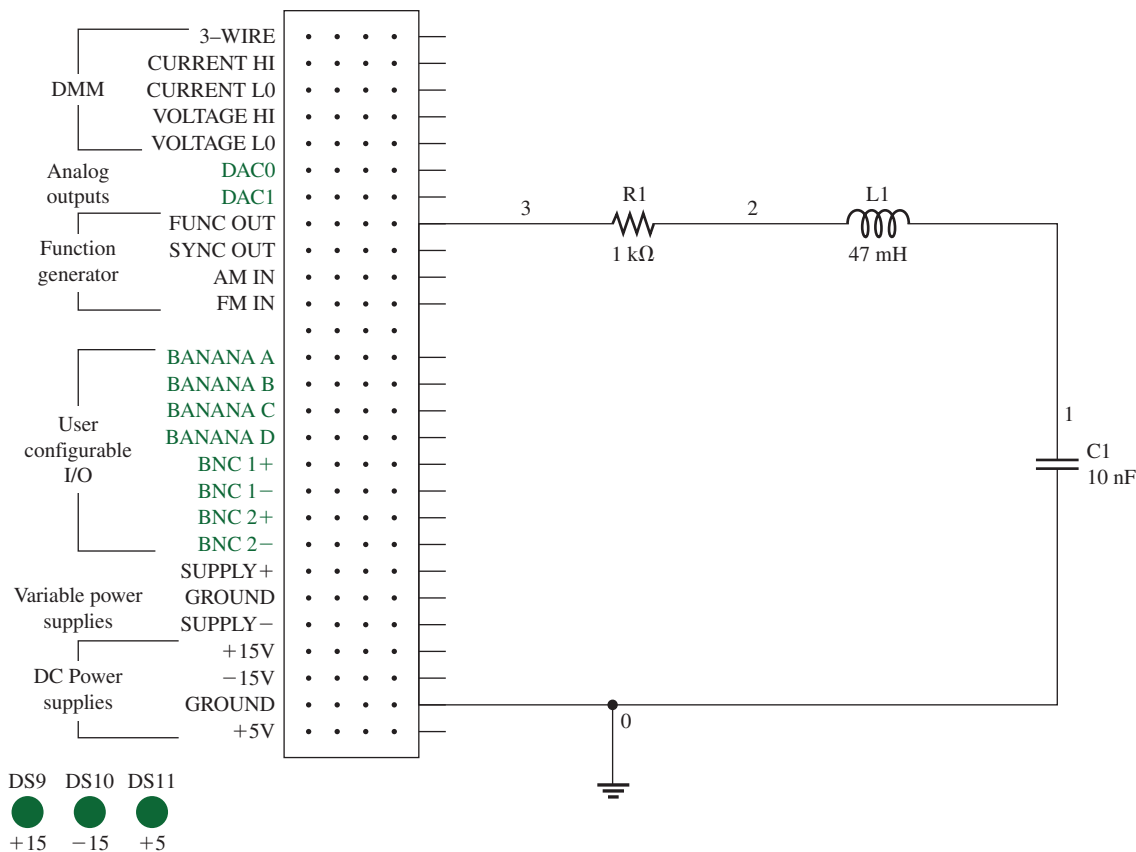 3–WIRE
CURRENT HI
DMM
CURRENT L0
VOLTAGE HI
VOLTAGE L0
Analog
outputs
DAC0
DAC1
Function
generator
FUNC OUT
SYNC OUT
AM IN
FM IN
User
configurable
I/O
BANANA A
BANANA B
BANANA C
BANANA D
BNC 1+
BNC 1−
BNC 2+
BNC 2−
Variable power
supplies
SUPPLY+
GROUND
SUPPLY−
DC Power
supplies
+15V
−15V
GROUND
+5V
3
R1
1 kΩ
2
L1
47 mH
1
C1
10 nF
0
DS9 DS10 DS11
+15 −15 +5